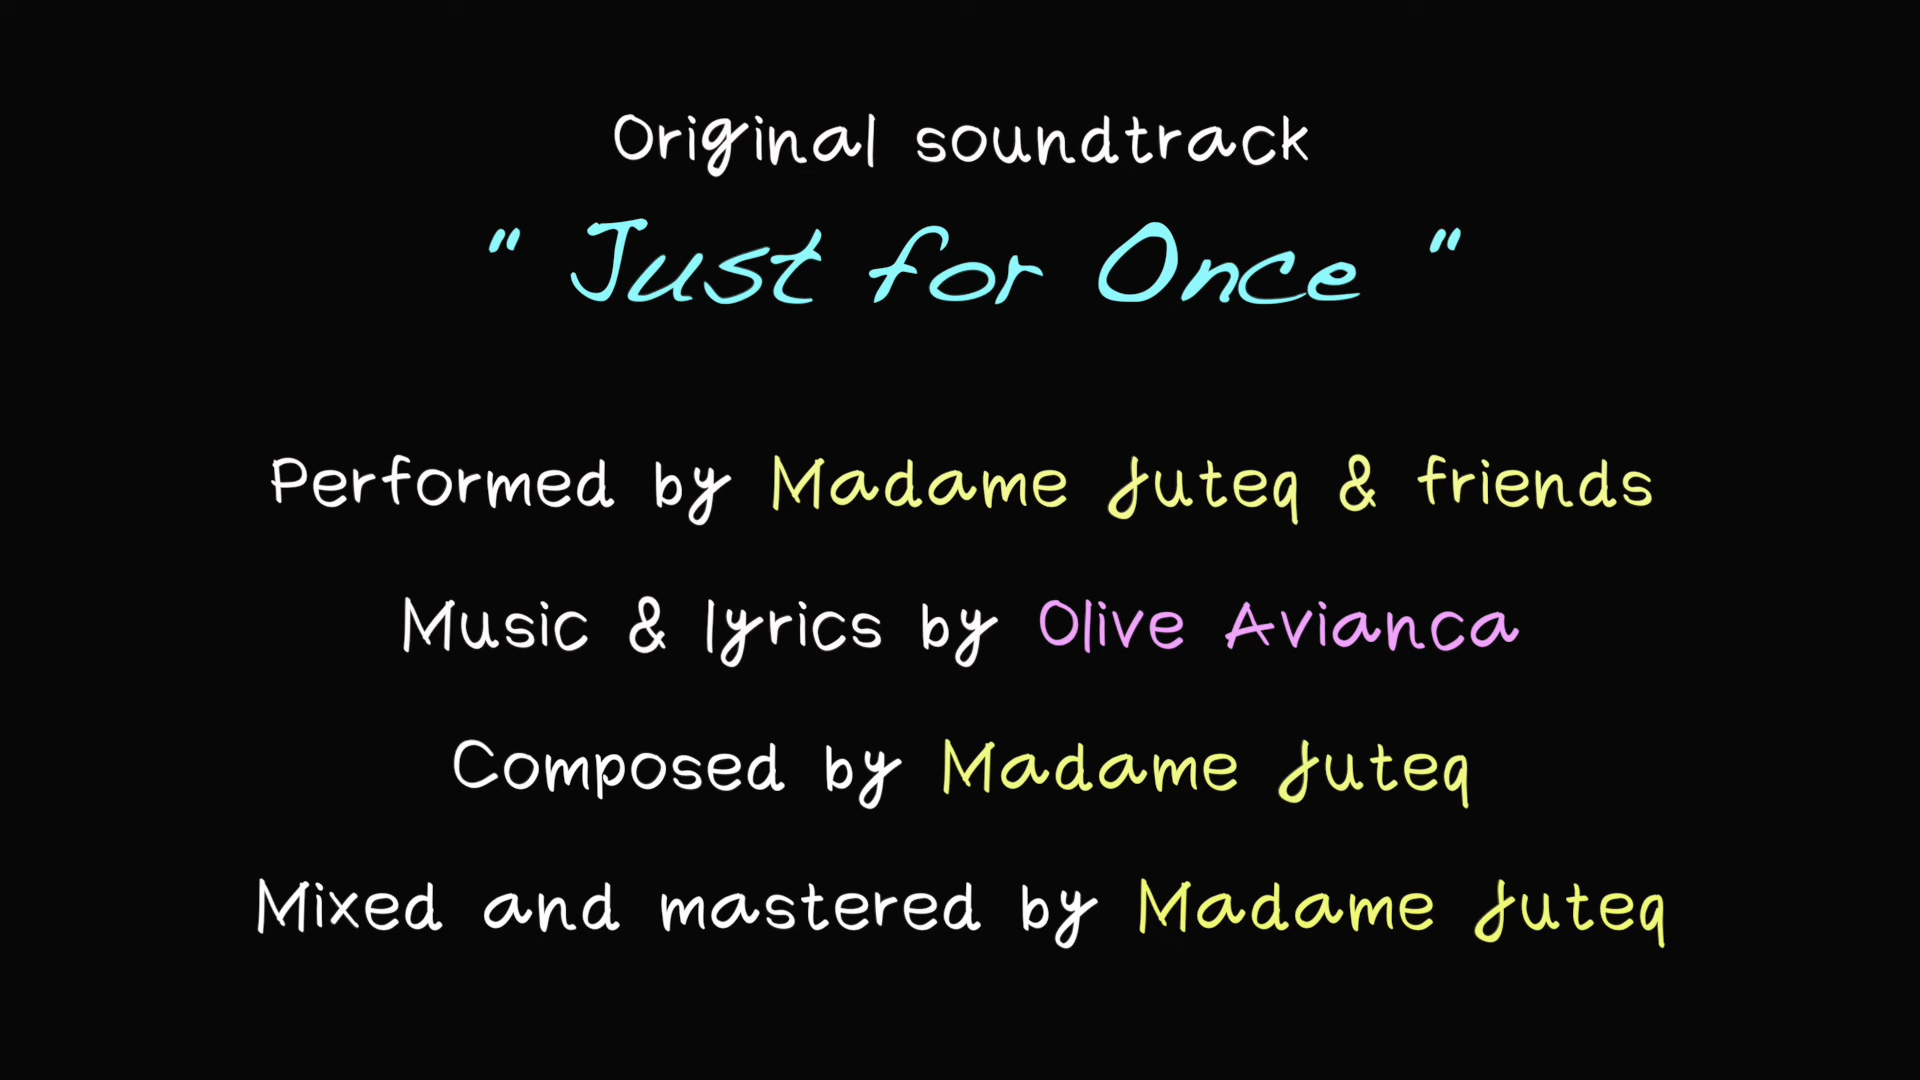 Original soundtrack
" Just for Once "
Performed by Madame Juteq & friends
Music & lyrics by Olive Avianca
Composed by Madame Juteq
Mixed and mastered by Madame Juteq